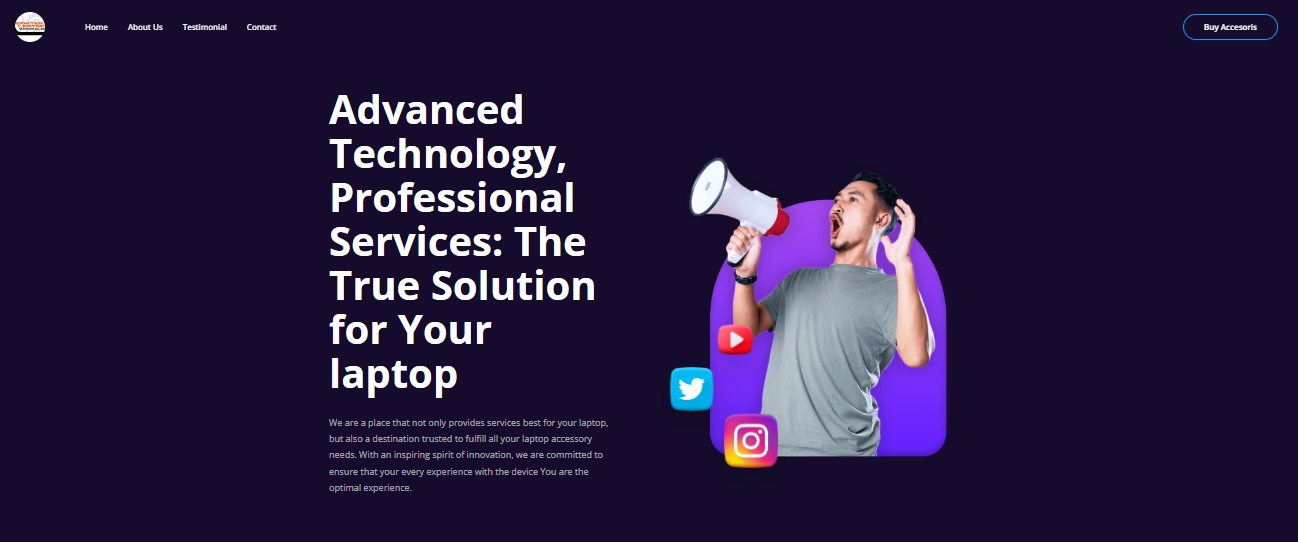 Home About Us Testimonial Contact Buy Accesoris
Advanced
Technology,
Professional
Services: The
True Solution
for Your
laptop
We are a place that not only provides services best for your laptop,
but also a destination trusted to fulfill all your laptop accessory
needs. With an inspiring spirit of innovation, we are committed to
ensure that your every experience with the device You are the
optimal experience.